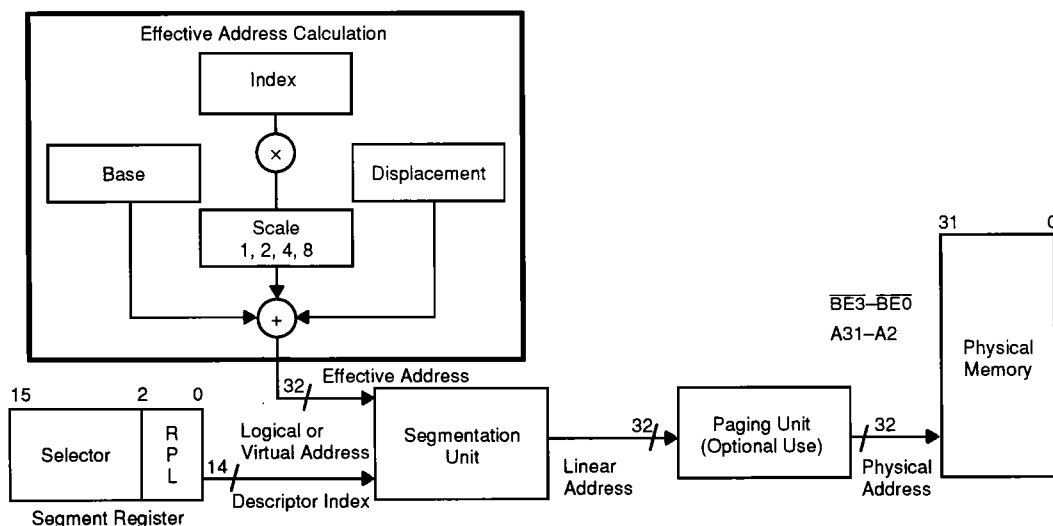 Effective Address Calculation
Index
×
Base
Displacement
Scale
1, 2, 4, 8
+
31 0
BE3–BE0
A31–A2
Physical
Memory
32
Effective Address
15 2 0
Selector
R
P
L
Segment Register
Logical or
Virtual Address
14
Descriptor Index
Segmentation
Unit
32
Linear
Address
Paging Unit
(Optional Use)
32
Physical
Address